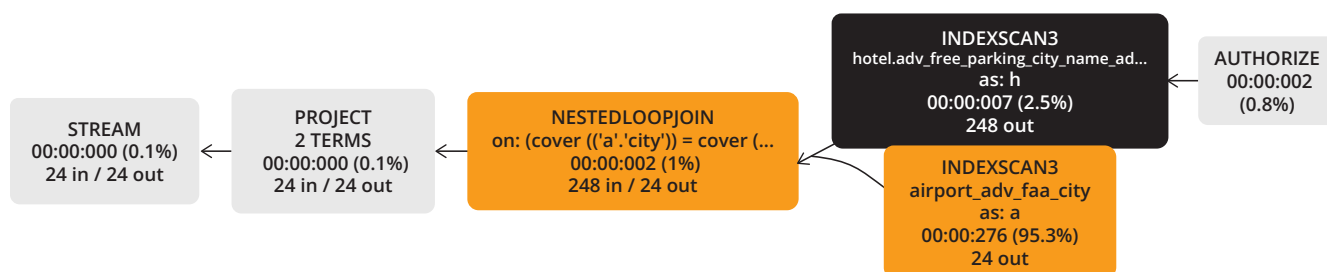 STREAM
00:00:000 (0.1%)
24 in / 24 out
PROJECT
2 TERMS
00:00:000 (0.1%)
24 in / 24 out
NESTEDLOOPJOIN
on: (cover (('a'.'city')) = cover (...
00:00:002 (1%)
248 in / 24 out
INDEXSCAN3
hotel.adv_free_parking_city_name_ad...
as: h
00:00:007 (2.5%)
248 out
INDEXSCAN3
airport_adv_faa_city
as: a
00:00:276 (95.3%)
24 out
AUTHORIZE
00:00:002
(0.8%)